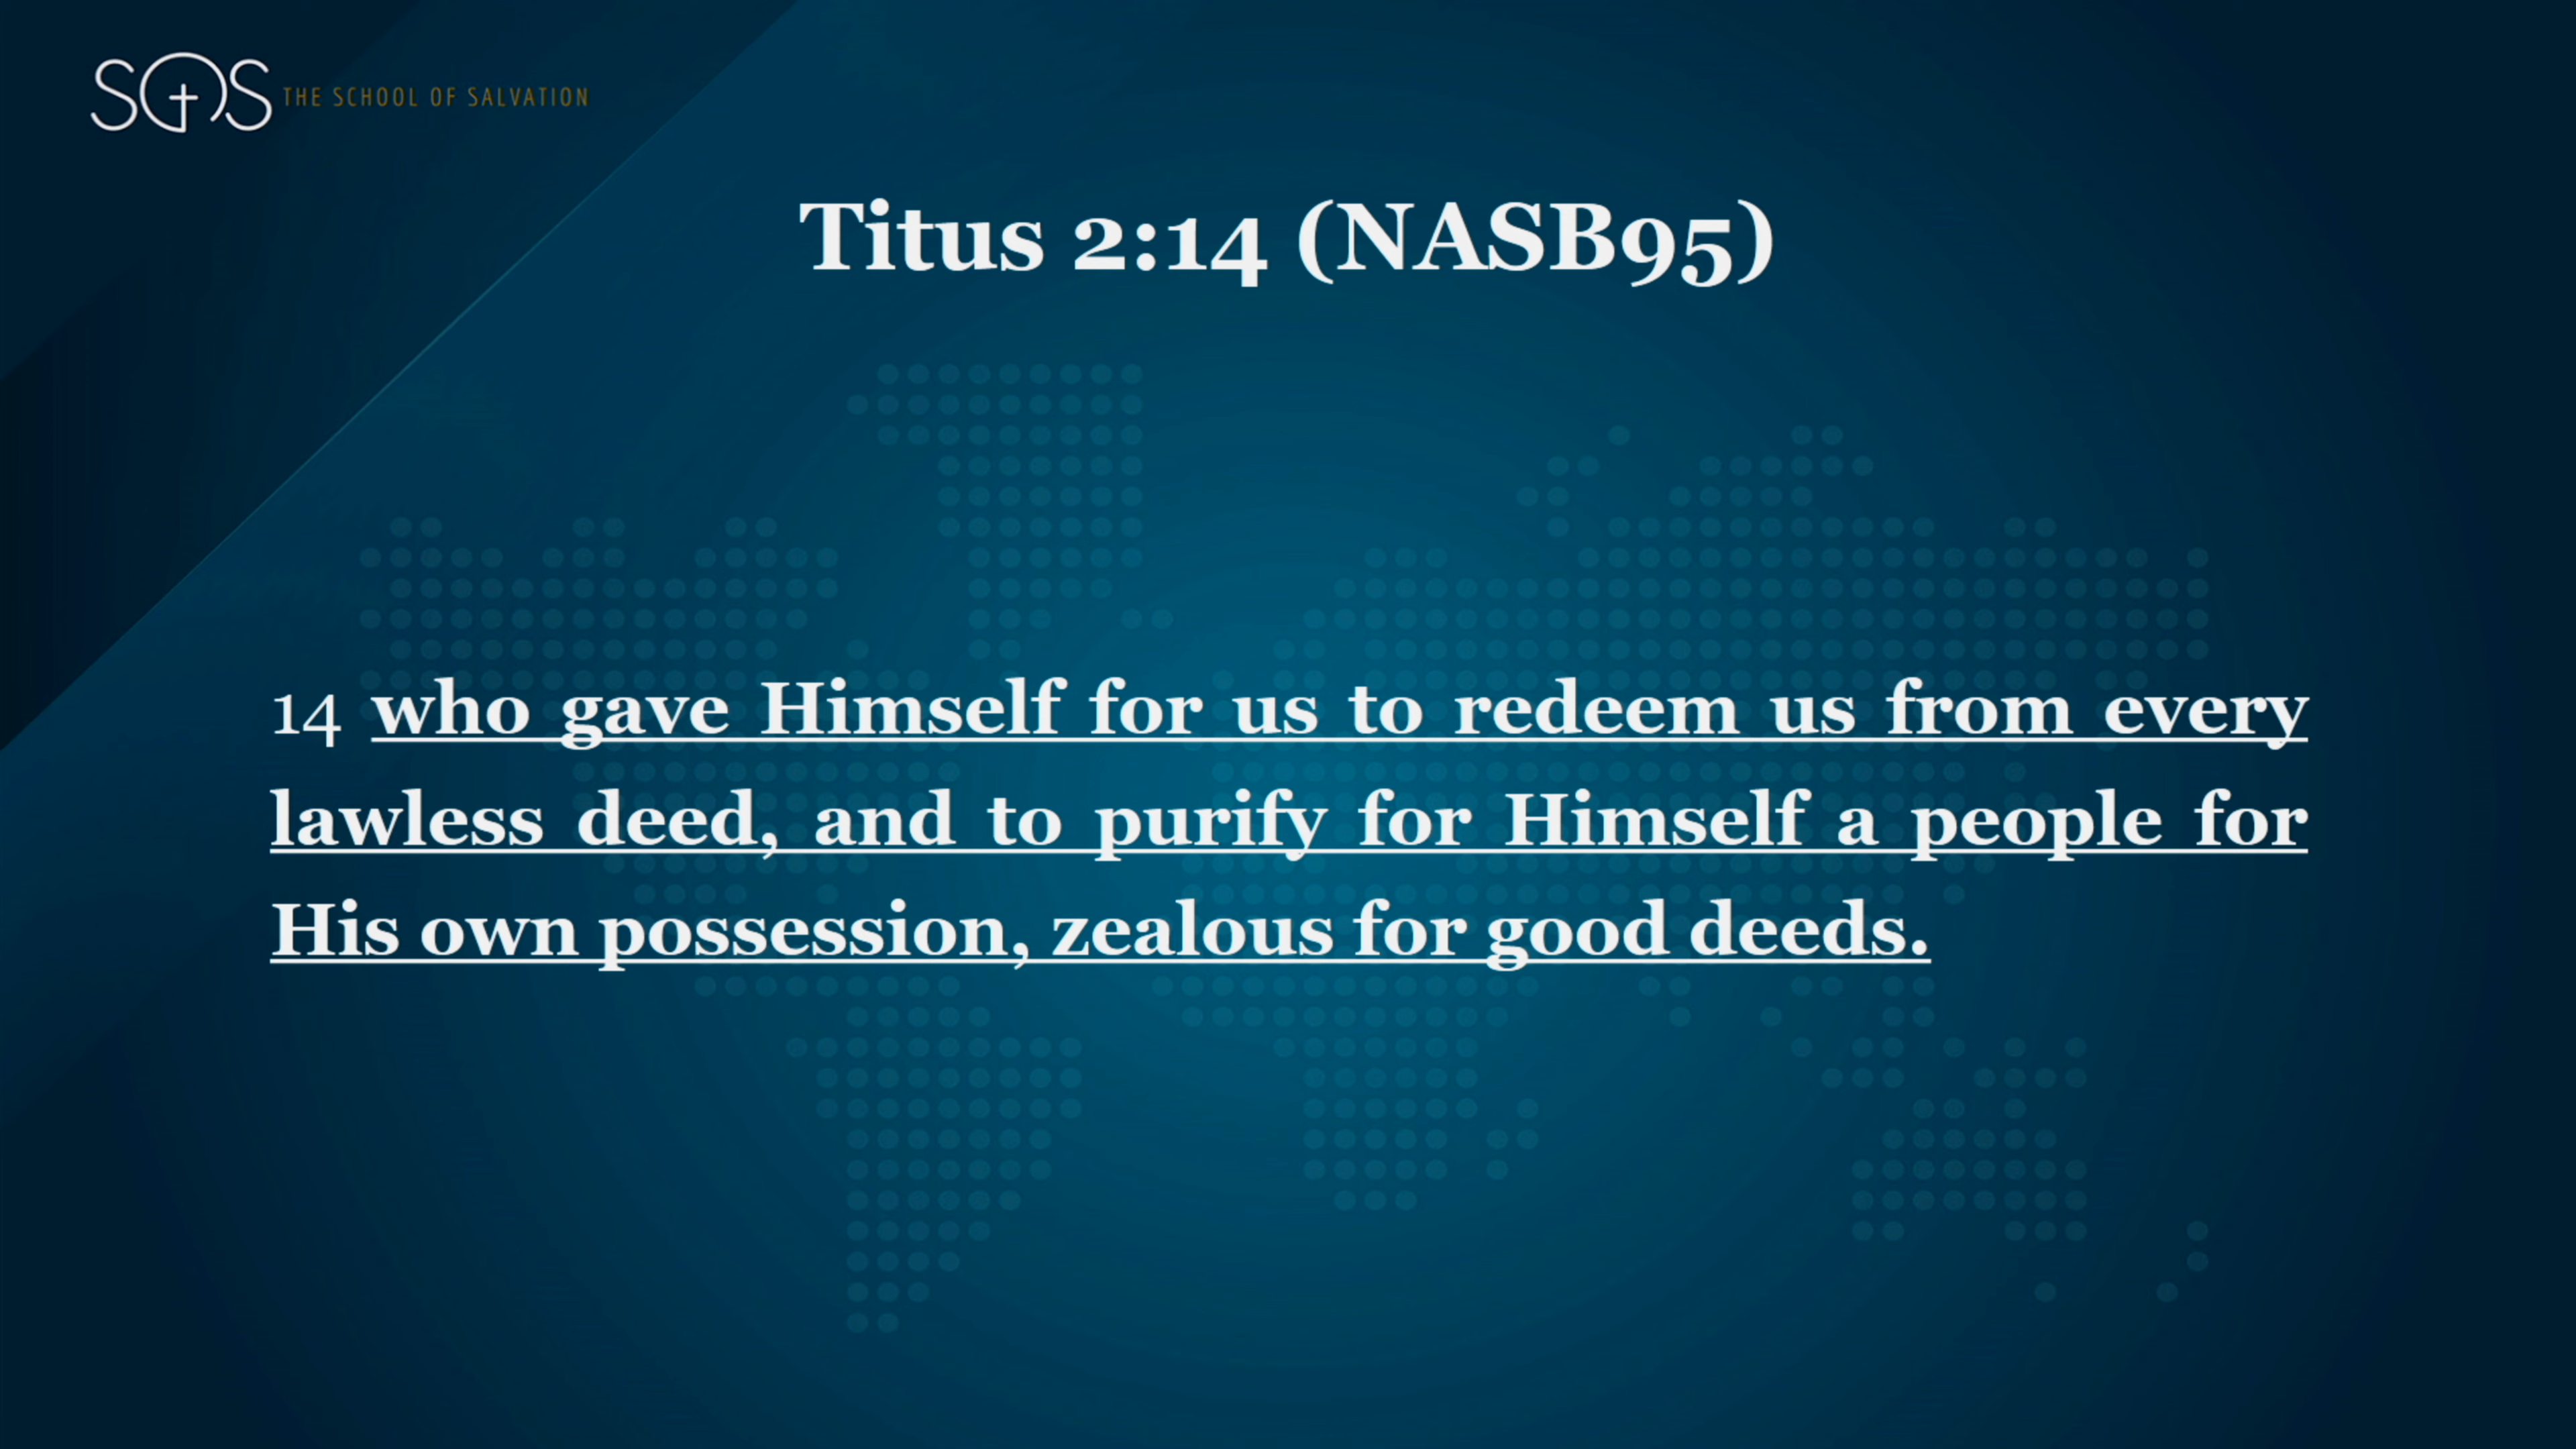 SOS THE SCHOOL OF SALVATION
Titus 2:14 (NASB95)
14 who gave Himself for us to redeem us from every
lawless deed, and to purify for Himself a people for
His own possession, zealous for good deeds.